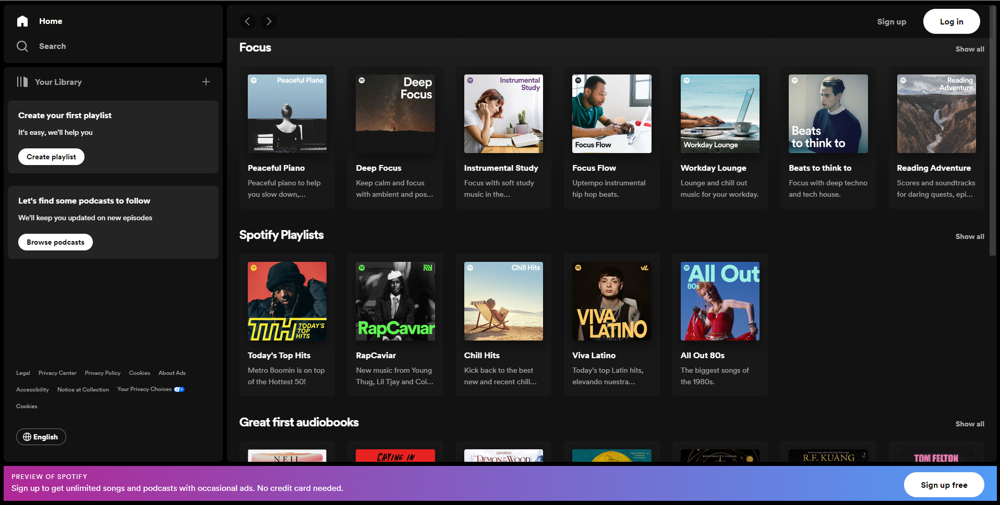 Home
Search
Your Library
Create your first playlist
It's easy, we'll help you
Create playlist
Let's find some podcasts to follow
We'll keep you updated on new episodes
Browse podcasts
Legal Privacy Center Privacy Policy Cookies About Ads
Accessibility Notice at Collection Your Privacy Choices
Cookies
English
Sign up
Log in
Focus
Show all
Peaceful Piano
Deep
Focus
Instrumental
Study
Focus Flow
Workday Lounge
Beats
to think to
Reading
Adventure
Peaceful Piano
Peaceful piano to help
you slow down,...
Deep Focus
Keep calm and focus
with ambient and pos...
Instrumental Study
Focus with soft study
music in the...
Focus Flow
Uptempo instrumental
hip hop beats.
Workday Lounge
Lounge and chill out
music for your workday.
Beats to think to
Focus with deep techno
and tech house.
Reading Adventure
Scores and soundtracks
for daring quests, epi...
Spotify Playlists
Show all
TTH TODAY'S
TOP
HITS
RapCaviar
Chill Hits
VL
VIVA
LATINO
All Out
80s
Today's Top Hits
Metro Boomin is on top
of the Hottest 50!
RapCaviar
New music from Young
Thug, Lil Tjay and Coi...
Chill Hits
Kick back to the best
new and recent chill...
Viva Latino
Today's top Latin hits,
elevando nuestra...
All Out 80s
The biggest songs of
the 1980s.
Great first audiobooks
Show all
NEIL
CRYING IN
DEMON IN THE WOOD
The
PERFORMED BY
KNOWLEDGE IS CARNAGE
R.F. KUANG
TOM FELTON
PREVIEW OF SPOTIFY
Sign up to get unlimited songs and podcasts with occasional ads. No credit card needed.
Sign up free